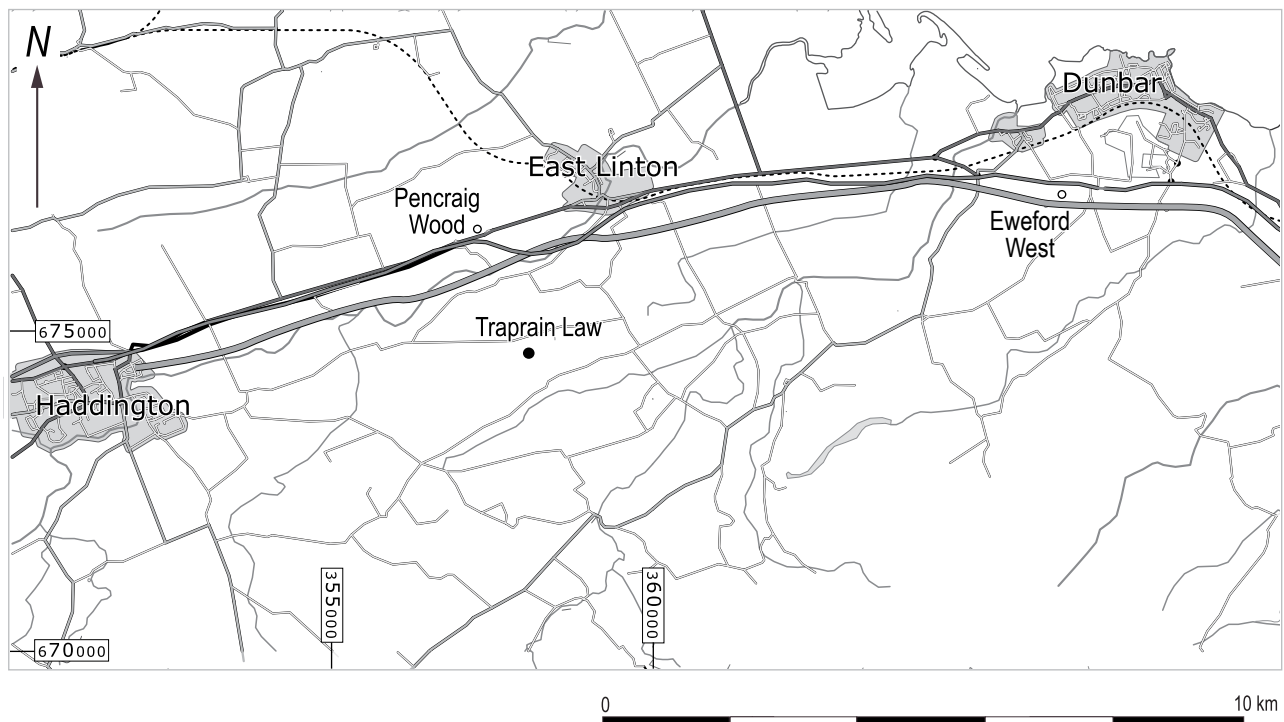 N
Dunbar
East Linton
Pencraig
Wood
Eweford
West
675000
Traprain Law
Haddington
355000
360000
670000
0
10 km